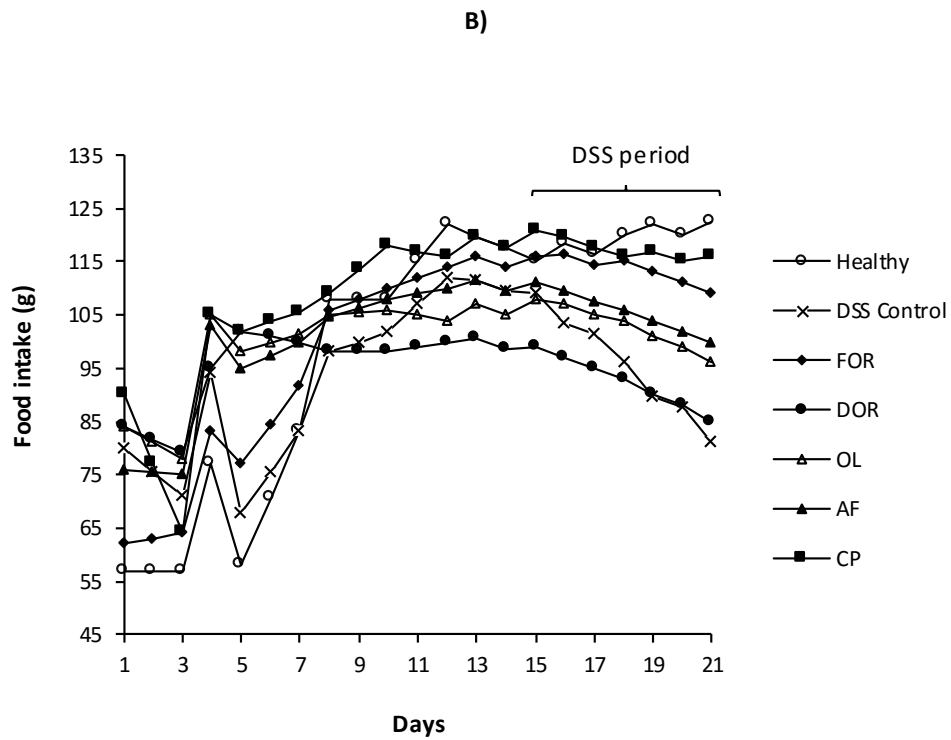 B)
135
125
115
105
95
85
75
65
55
45
Food intake (g)
DSS period
1 3 5 7 9 11 13 15 17 19 21
Days
Healthy
DSS Control
FOR
DOR
OL
AF
CP